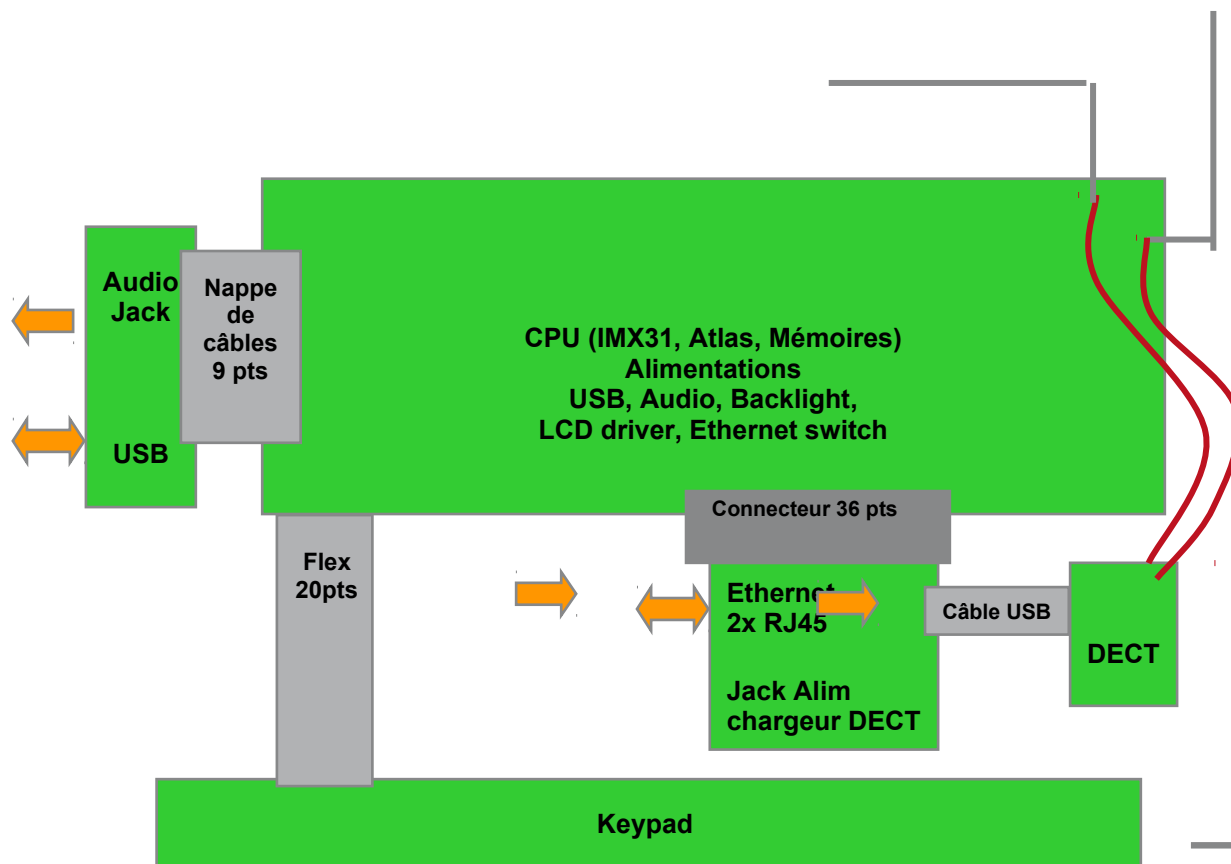 Audio
Jack
USB
Nappe
de
câbles
9 pts
CPU (IMX31, Atlas, Mémoires)
Alimentations
USB, Audio, Backlight,
LCD driver, Ethernet switch
Connecteur 36 pts
Flex
20pts
Ethernet
2x RJ45
Jack Alim
chargeur DECT
Câble USB
DECT
Keypad